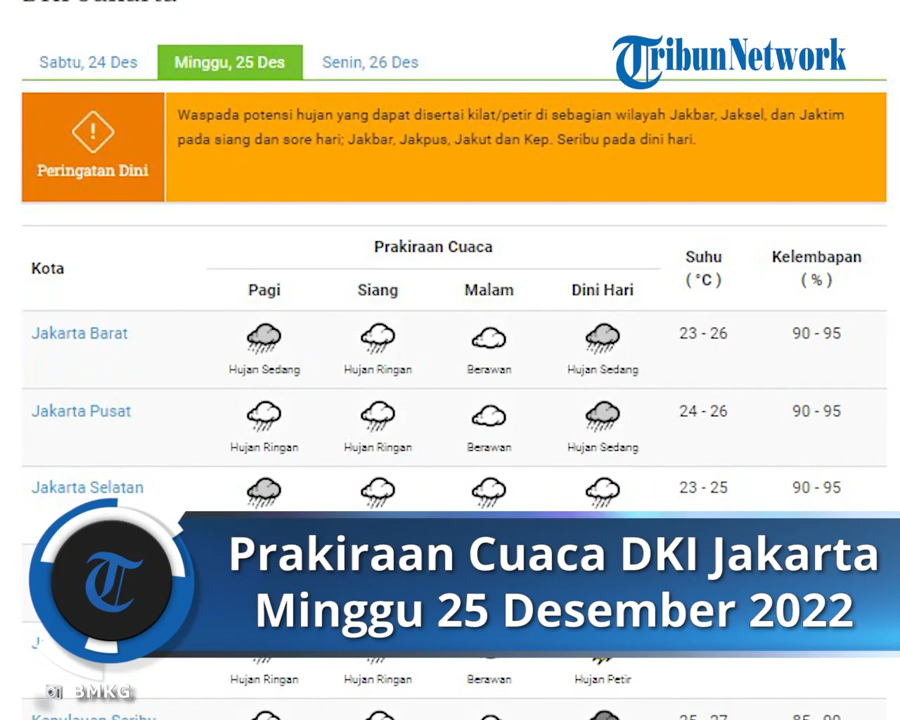 Sabtu, 24 Des
Minggu, 25 Des
Senin, 26 Des
TribunNetwork
Waspada potensi hujan yang dapat disertai kilat/petir di sebagian wilayah Jakbar, Jaksel, dan Jaktim
pada siang dan sore hari; Jakbar, Jakpus, Jakut dan Kep. Seribu pada dini hari.
Peringatan Dini
Kota
Prakiraan Cuaca
Suhu
(°C)
Kelembapan
(%)
Pagi
Siang
Malam
Dini Hari
Jakarta Barat
Hujan Sedang
Hujan Ringan
Berawan
Hujan Sedang
23 - 26
90 - 95
Jakarta Pusat
Hujan Ringan
Hujan Ringan
Berawan
Hujan Sedang
24 - 26
90 - 95
Jakarta Selatan
23 - 25
90 - 95
Prakiraan Cuaca DKI Jakarta
Minggu 25 Desember 2022
Hujan Ringan
Hujan Ringan
Berawan
Hujan Petir
BMKG